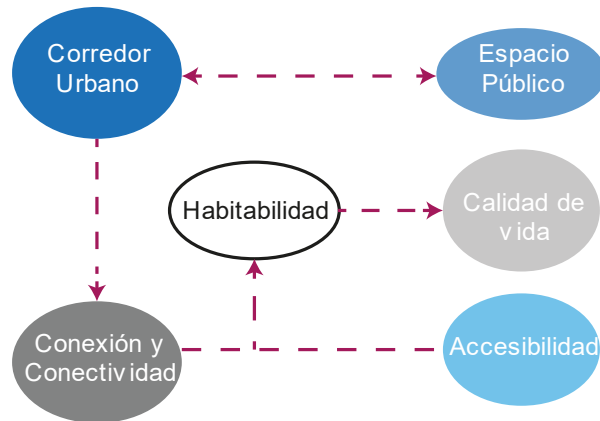 Corredor
Urbano
Espacio
Público
Habitabilidad
Calidad de
vida
Conexión y
Conectividad
Accesibilidad